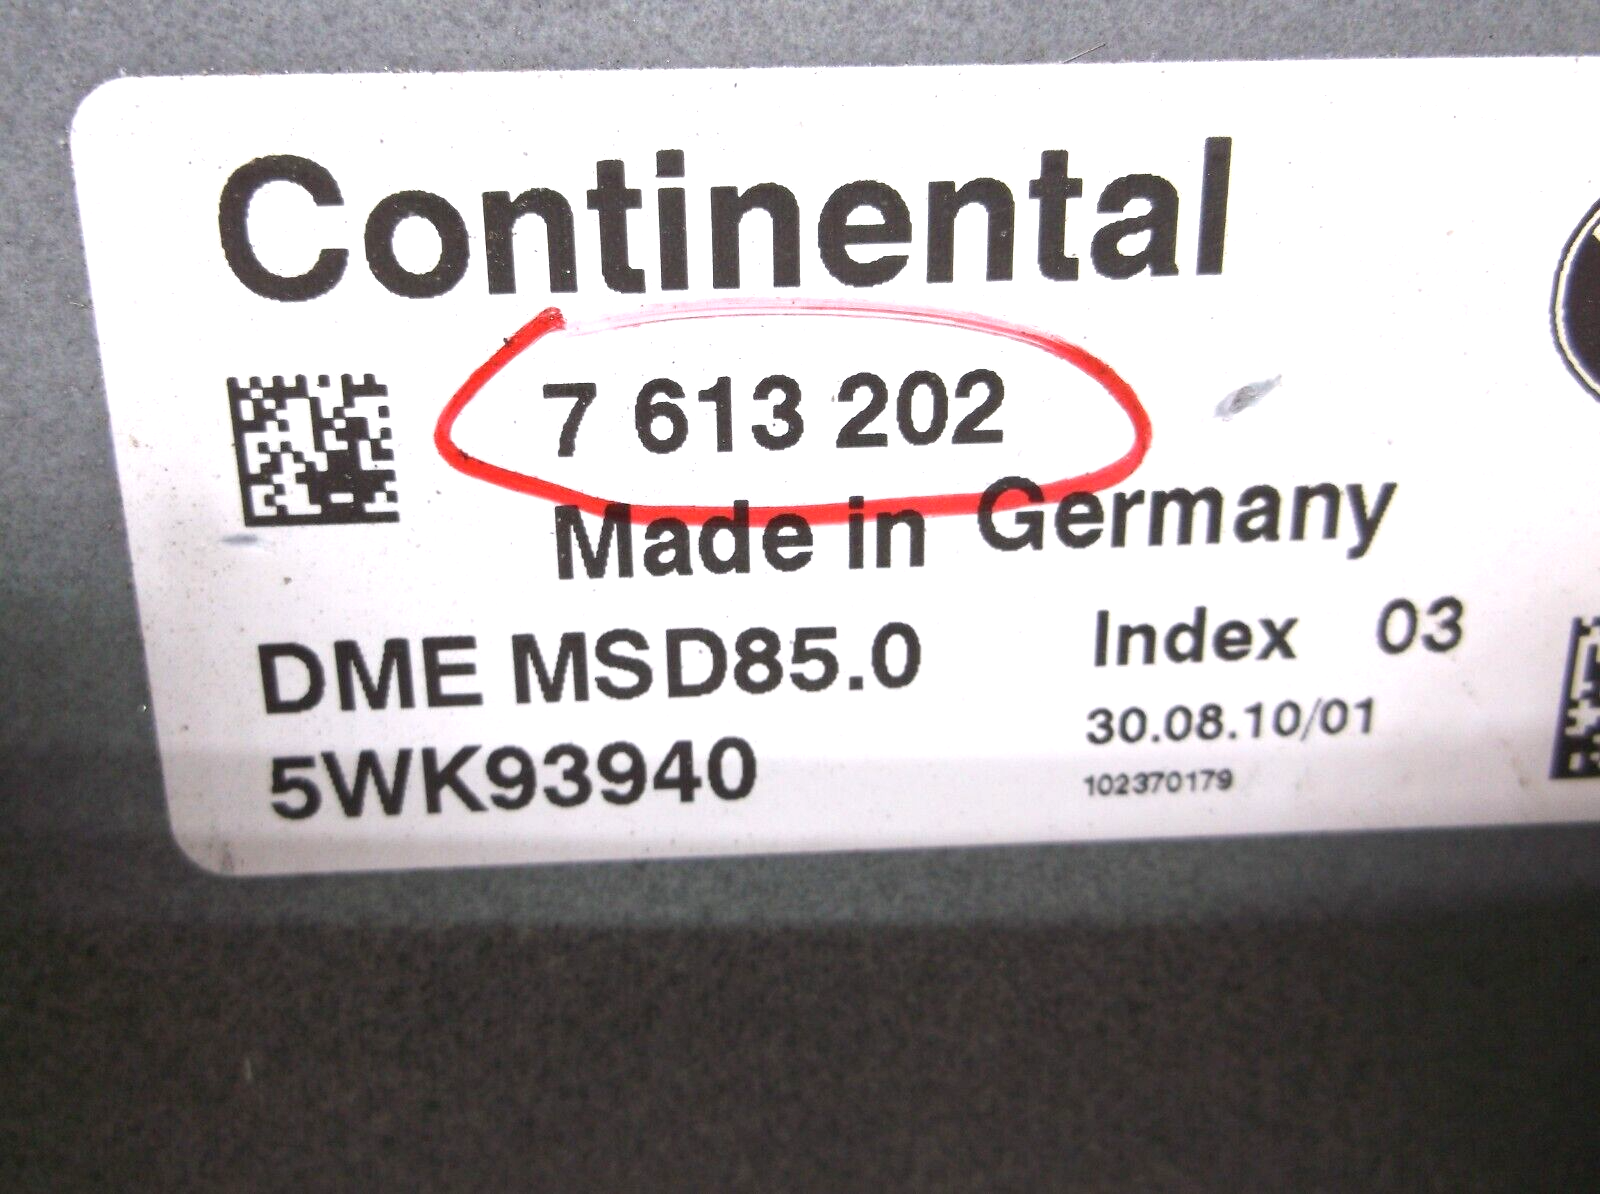 Continental
7 613 202
Made in Germany
DME MSD85.0
Index 03
5WK93940
30.08.10/01
102370179